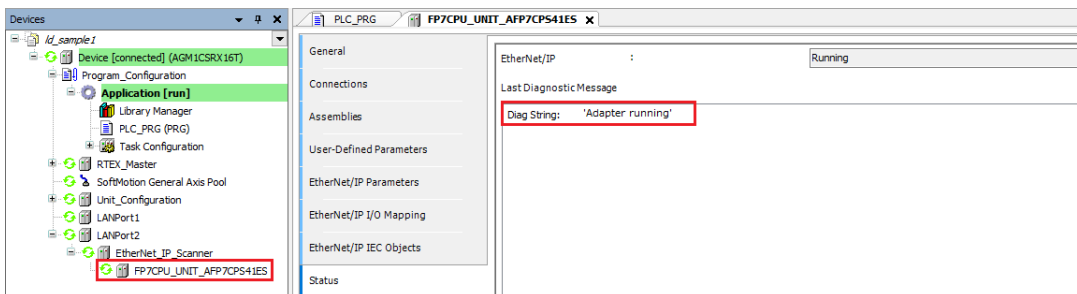 Devices
ld_sample1
Device [connected] (AGM1CSRX16T)
Program_Configuration
Application [run]
Library Manager
PLC_PRG (PRG)
Task Configuration
RTEX_Master
SoftMotion General Axis Pool
Unit_Configuration
LANPort1
LANPort2
EtherNet_IP_Scanner
FP7CPU_UNIT_AFP7CPS41ES
PLC_PRG
FP7CPU_UNIT_AFP7CPS41ES
General
Connections
Assemblies
User-Defined Parameters
EtherNet/IP Parameters
EtherNet/IP I/O Mapping
EtherNet/IP IEC Objects
Status
EtherNet/IP : Running
Last Diagnostic Message
Diag String: 'Adapter running'